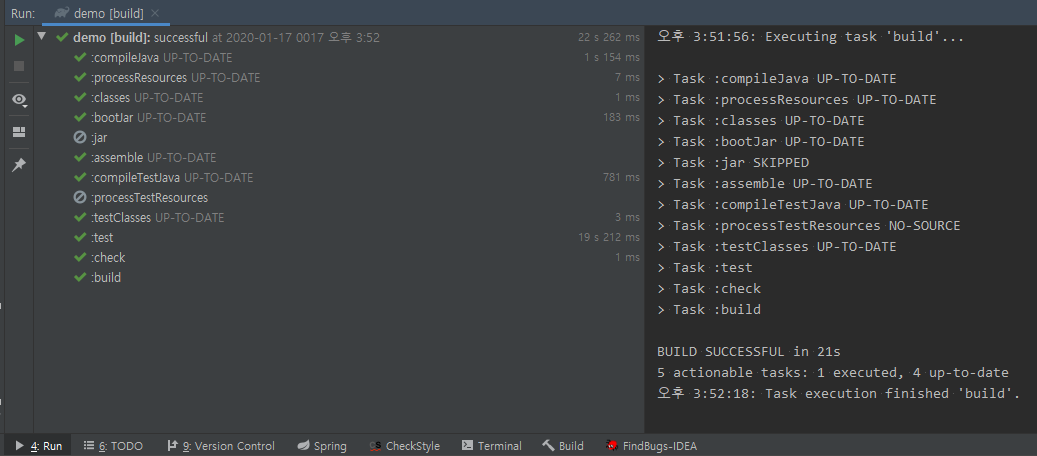 Run: demo [build]
demo [build]: successful at 2020-01-17 0017 오후 3:52 22 s 262 ms
:compileJava UP-TO-DATE 1 s 154 ms
:processResources UP-TO-DATE 7 ms
:classes UP-TO-DATE 1 ms
:bootJar UP-TO-DATE 183 ms
:jar
:assemble UP-TO-DATE
:compileTestJava UP-TO-DATE 781 ms
:processTestResources
:testClasses UP-TO-DATE 3 ms
:test 19 s 212 ms
:check 1 ms
:build
오후 3:51:56: Executing task 'build'...
> Task :compileJava UP-TO-DATE
> Task :processResources UP-TO-DATE
> Task :classes UP-TO-DATE
> Task :bootJar UP-TO-DATE
> Task :jar SKIPPED
> Task :assemble UP-TO-DATE
> Task :compileTestJava UP-TO-DATE
> Task :processTestResources NO-SOURCE
> Task :testClasses UP-TO-DATE
> Task :test
> Task :check
> Task :build
BUILD SUCCESSFUL in 21s
5 actionable tasks: 1 executed, 4 up-to-date
오후 3:52:18: Task execution finished 'build'.
4: Run 6: TODO 9: Version Control Spring CS CheckStyle Terminal Build FindBugs-IDEA